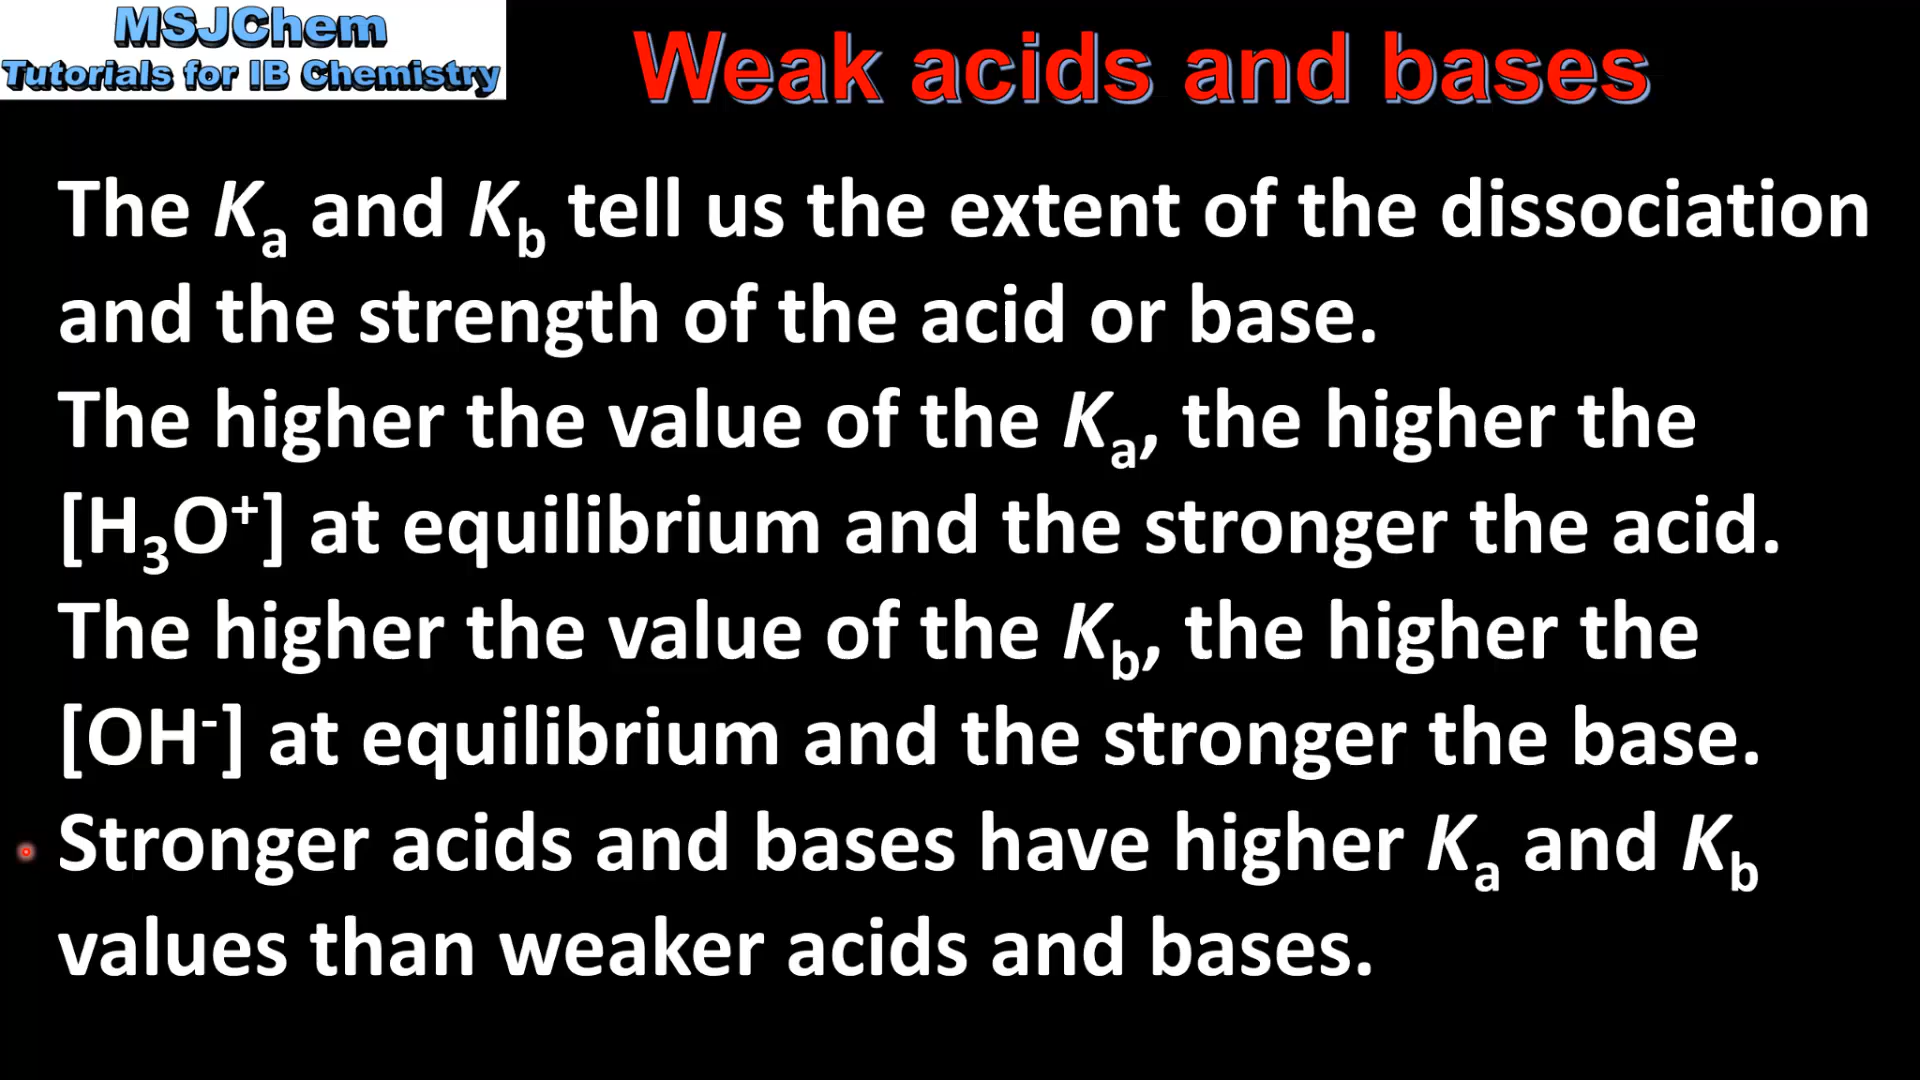 MSJChem
Tutorials for IB Chemistry
Weak acids and bases
The Kₐ and K_b tell us the extent of the dissociation
and the strength of the acid or base.
The higher the value of the Kₐ, the higher the
[H₃O⁺] at equilibrium and the stronger the acid.
The higher the value of the K_b, the higher the
[OH⁻] at equilibrium and the stronger the base.
Stronger acids and bases have higher Kₐ and K_b
values than weaker acids and bases.